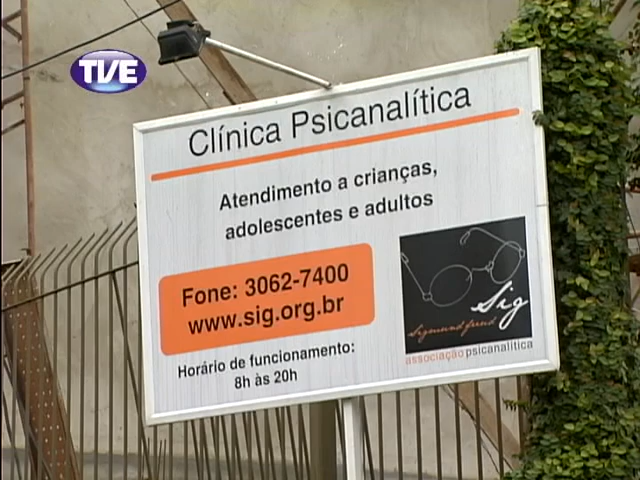 TVE
Clínica Psicanalítica
Atendimento a crianças,
adolescentes e adultos
Fone: 3062-7400
www.sig.org.br
Horário de funcionamento:
8h às 20h
Sig
Sigmund Freud
associação psicanalítica